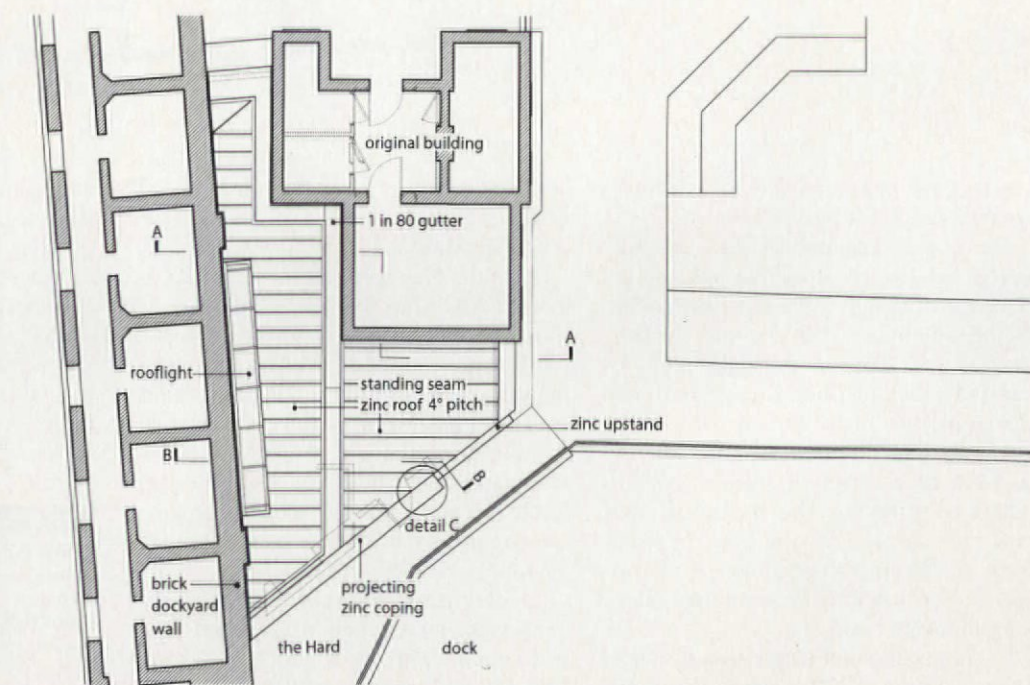 original building
1 in 80 gutter
A
A
rooflight
standing seam
zinc roof 4° pitch
zinc upstand
B
B
detail C
brick
dockyard
wall
projecting
zinc coping
the Hard
dock